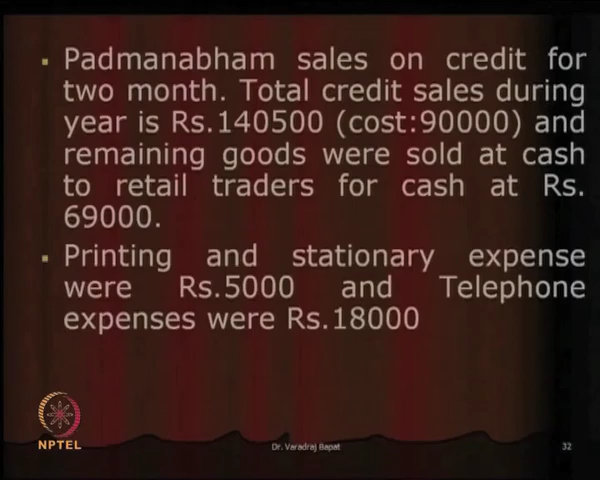 Padmanabham sales on credit for
two month. Total credit sales during
year is Rs.140500 (cost:90000) and
remaining goods were sold at cash
to retail traders for cash at Rs.
69000.
Printing and stationary expense
were Rs.5000 and Telephone
expenses were Rs.18000
NPTEL
Dr. Varadraj Bapat
32